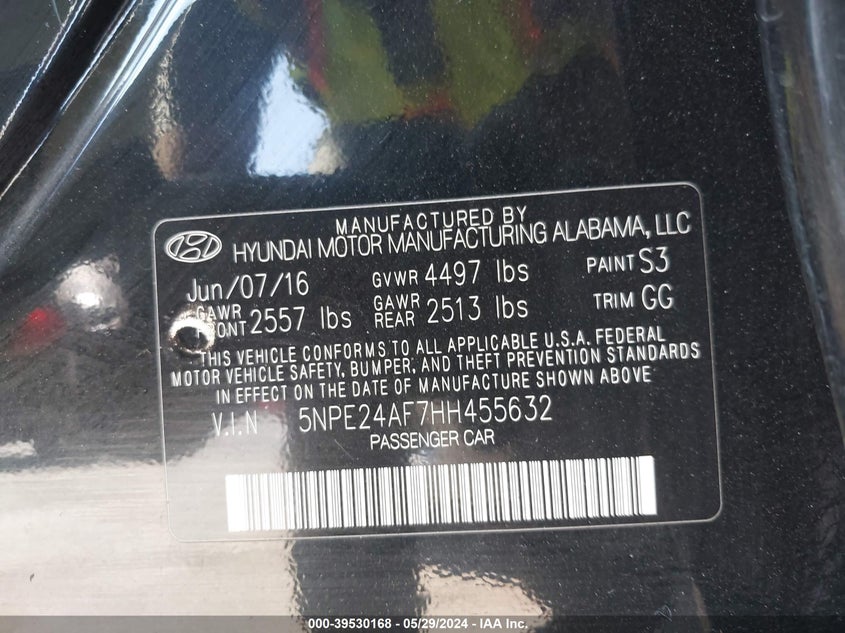 MANUFACTURED BY
HYUNDAI MOTOR MANUFACTURING ALABAMA, LLC
Jun/07/16 GVWR 4497 lbs PAINT S3
GAWR FRONT 2557 lbs GAWR REAR 2513 lbs TRIM GG
THIS VEHICLE CONFORMS TO ALL APPLICABLE U.S.A. FEDERAL
MOTOR VEHICLE SAFETY, BUMPER, AND THEFT PREVENTION STANDARDS
IN EFFECT ON THE DATE OF MANUFACTURE SHOWN ABOVE
V.I.N 5NPE24AF7HH455632
PASSENGER CAR
000-39530168 - 05/29/2024 - IAA Inc.